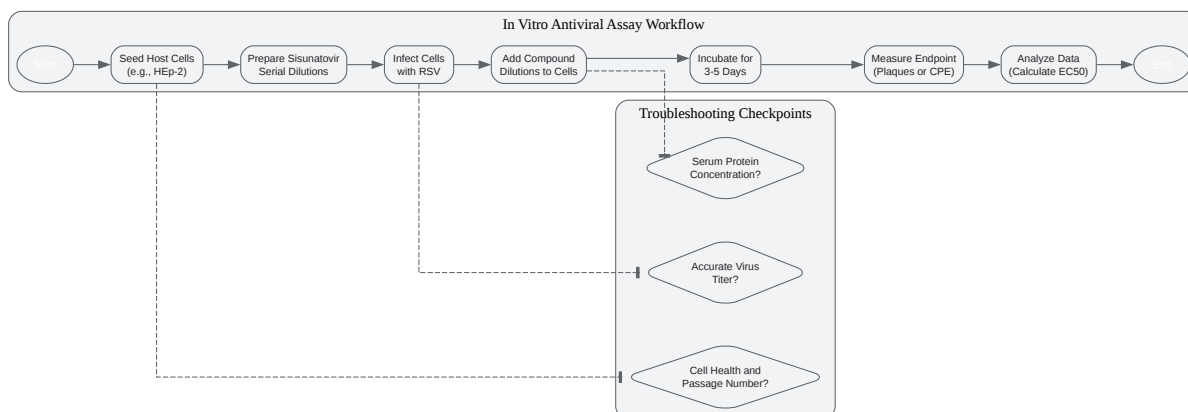 In Vitro Antiviral Assay Workflow
Start
Seed Host Cells
(e.g., HEp-2)
Prepare Sisunatovir
Serial Dilutions
Infect Cells
with RSV
Add Compound
Dilutions to Cells
Incubate for
3-5 Days
Measure Endpoint
(Plaques or CPE)
Analyze Data
(Calculate EC50)
End
Troubleshooting Checkpoints
Serum Protein
Concentration?
Accurate Virus
Titer?
Cell Health and
Passage Number?